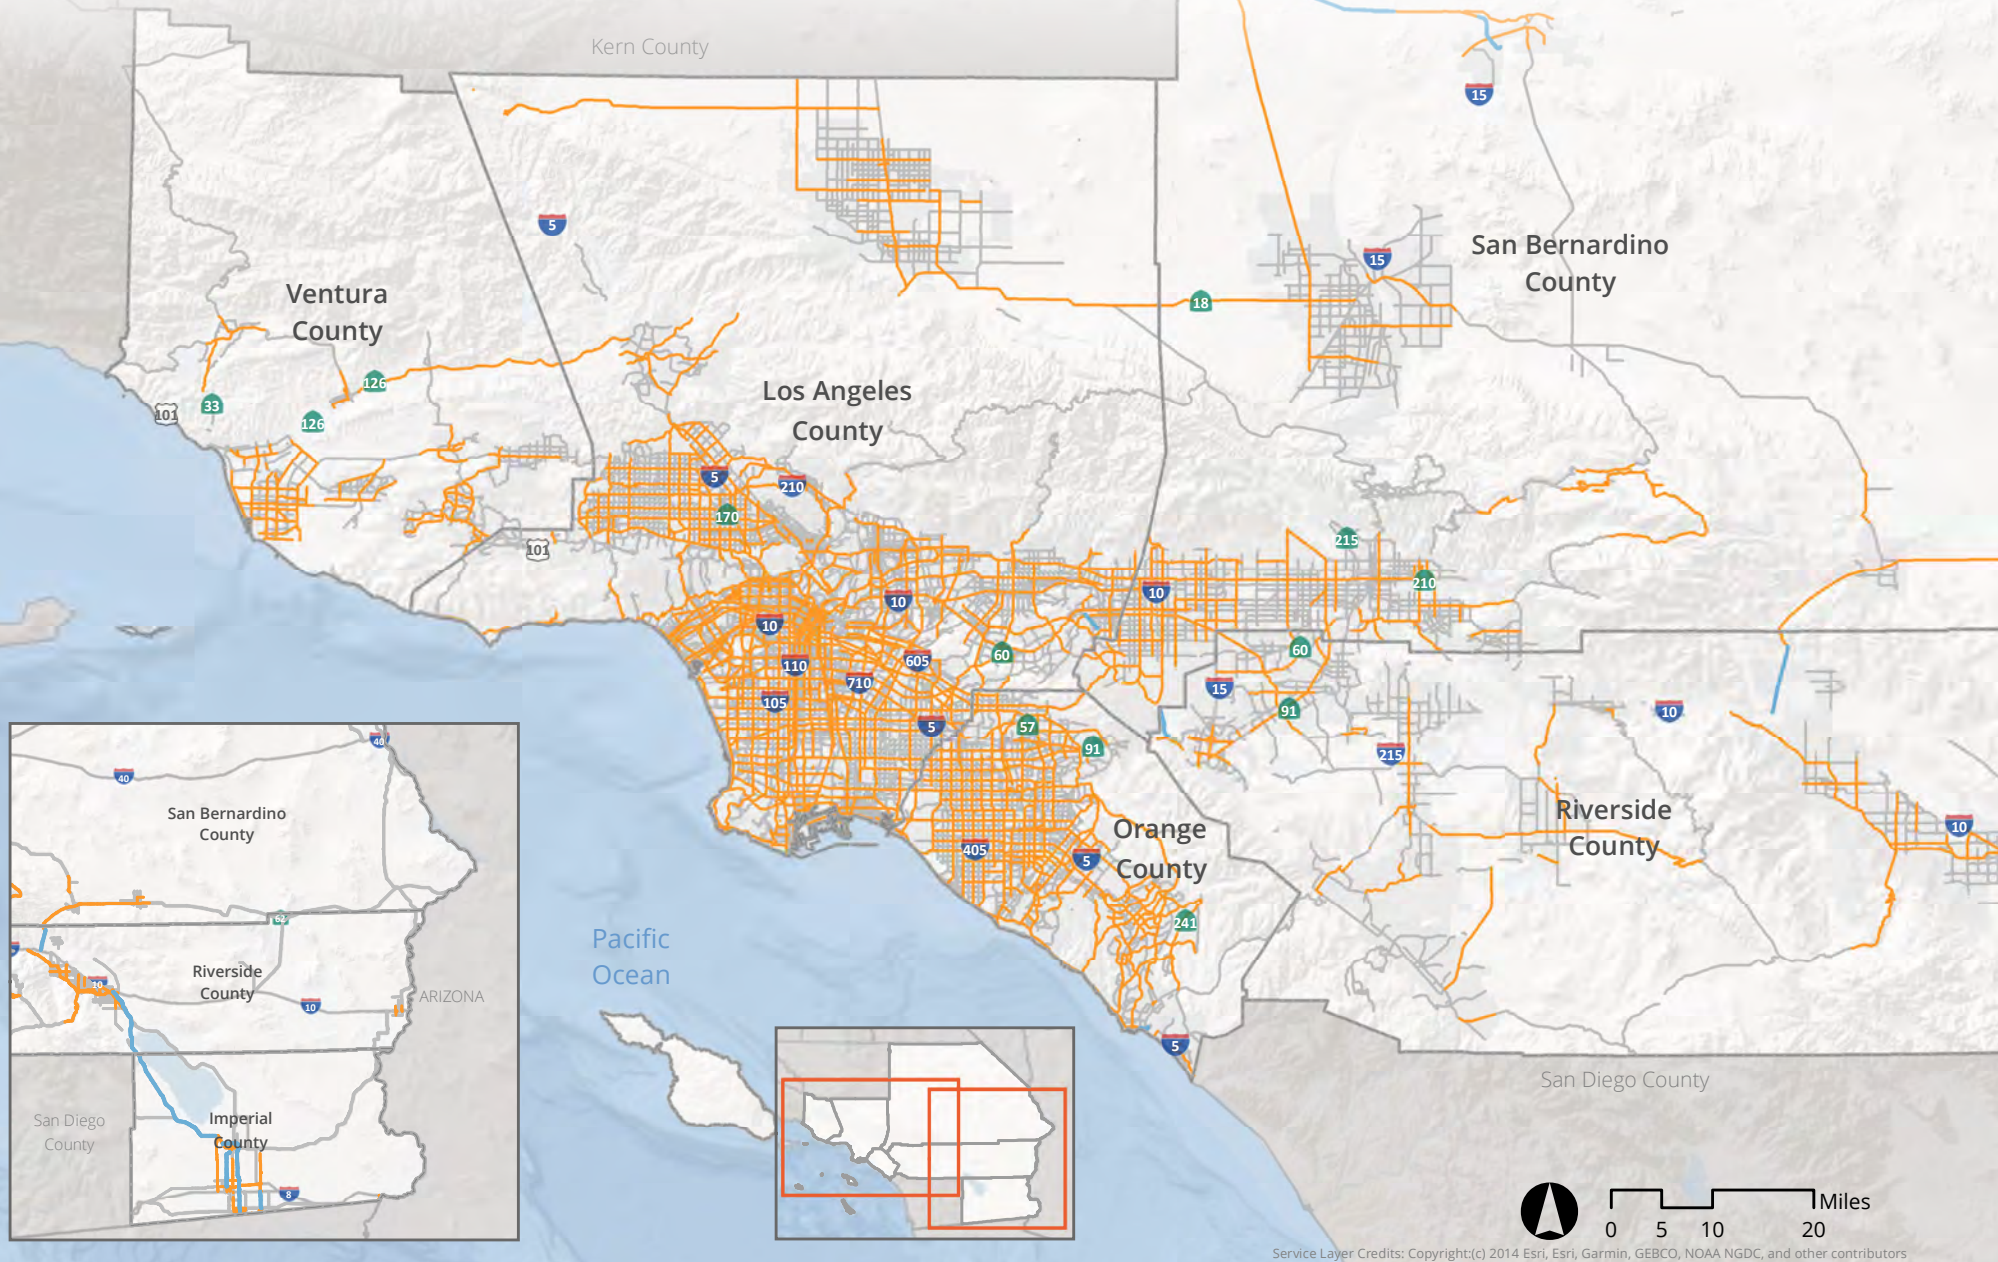 Kern County
15
5
San Bernardino
County
15
18
Ventura
County
126
33
101
126
Los Angeles
County
5
210
170
101
215
210
10
10
10
60
60
110
605
710
105
15
91
10
5
57
91
215
Riverside
County
10
Orange
County
405
5
241
Pacific
Ocean
5
San Diego County
40
40
San Bernardino
County
62
Riverside
County
10
10
ARIZONA
San Diego
County
Imperial
County
8
Miles
0 5 10 20
Service Layer Credits: Copyright:(c) 2014 Esri, Esri, Garmin, GEBCO, NOAA NGDC, and other contributors